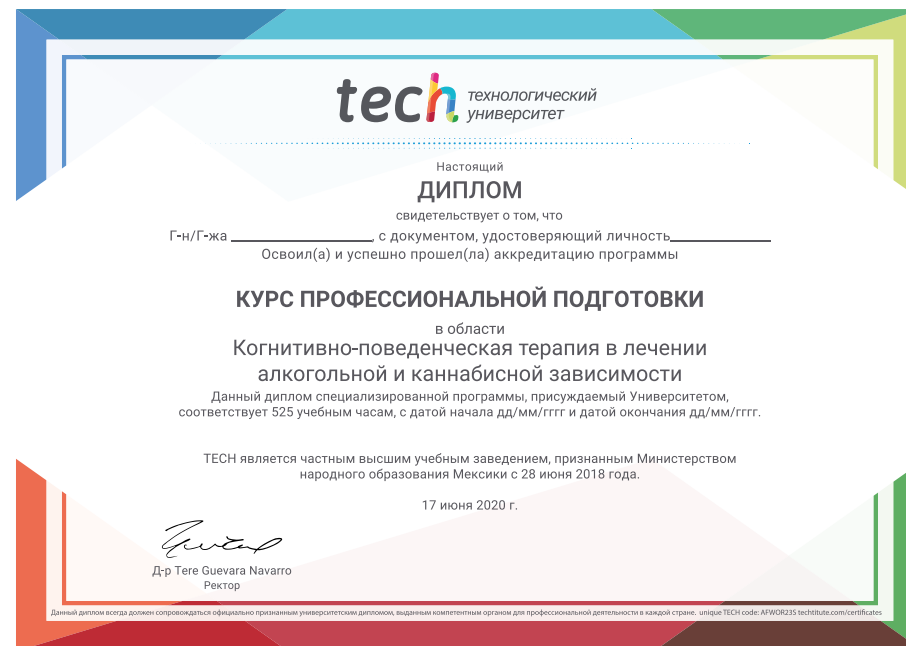 tech технологический
университет
Настоящий
ДИПЛОМ
свидетельствует о том, что
Г-н/Г-жа ____________________, с документом, удостоверяющий личность______________
Освоил(а) и успешно прошел(ла) аккредитацию программы
КУРС ПРОФЕССИОНАЛЬНОЙ ПОДГОТОВКИ
в области
Когнитивно-поведенческая терапия в лечении
алкогольной и каннабисной зависимости
Данный диплом специализированной программы, присуждаемый Университетом,
соответствует 525 учебным часам, с датой начала дд/мм/гггг и датой окончания дд/мм/гггг.
TECH является частным высшим учебным заведением, признанным Министерством
народного образования Мексики с 28 июня 2018 года.
17 июня 2020 г.
Д-р Tere Guevara Navarro
Ректор
Данный диплом всегда должен сопровождаться официально признанным университетским дипломом, выданным компетентным органом для профессиональной деятельности в каждой стране. unique TECH code: AFWOR23S techtitute.com/certificates